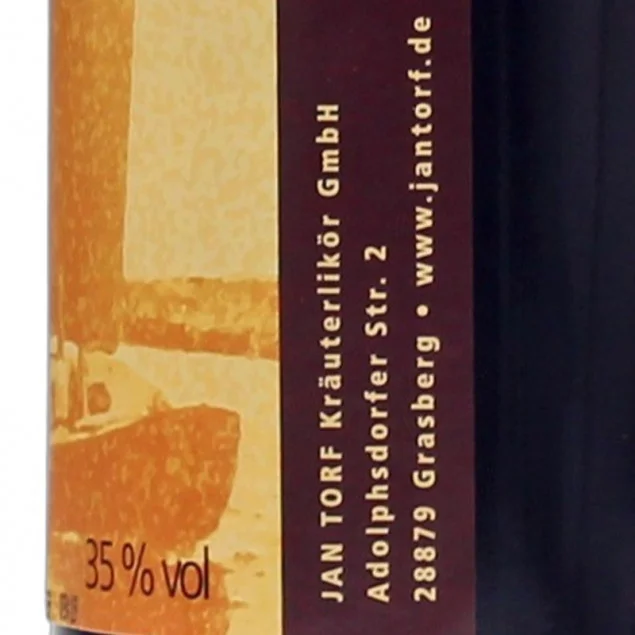 JAN TORF Kräuterlikör GmbH
Adolphsdorfer Str. 2
28879 Grasberg • www.jantorf.de
35 % vol